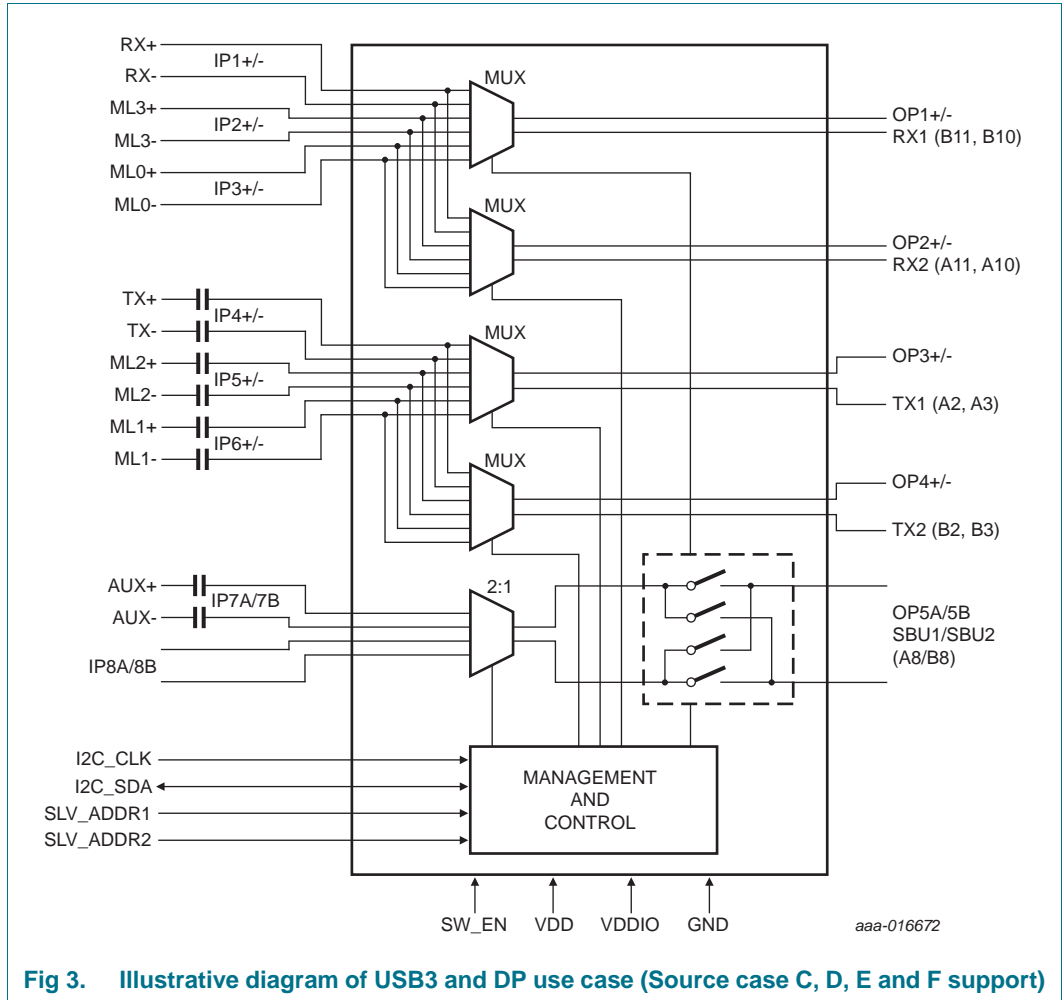 RX+
IP1+/-
RX-
ML3+
IP2+/-
ML3-
ML0+
IP3+/-
ML0-
MUX
OP1+/-
RX1 (B11, B10)
MUX
OP2+/-
RX2 (A11, A10)
TX+
IP4+/-
TX-
ML2+
IP5+/-
ML2-
ML1+
IP6+/-
ML1-
MUX
OP3+/-
TX1 (A2, A3)
MUX
OP4+/-
TX2 (B2, B3)
AUX+
IP7A/7B
AUX-
IP8A/8B
2:1
OP5A/5B
SBU1/SBU2
(A8/B8)
I2C_CLK
I2C_SDA
SLV_ADDR1
SLV_ADDR2
MANAGEMENT
AND
CONTROL
SW_EN VDD VDDIO GND
aaa-016672
Fig 3. Illustrative diagram of USB3 and DP use case (Source case C, D, E and F support)